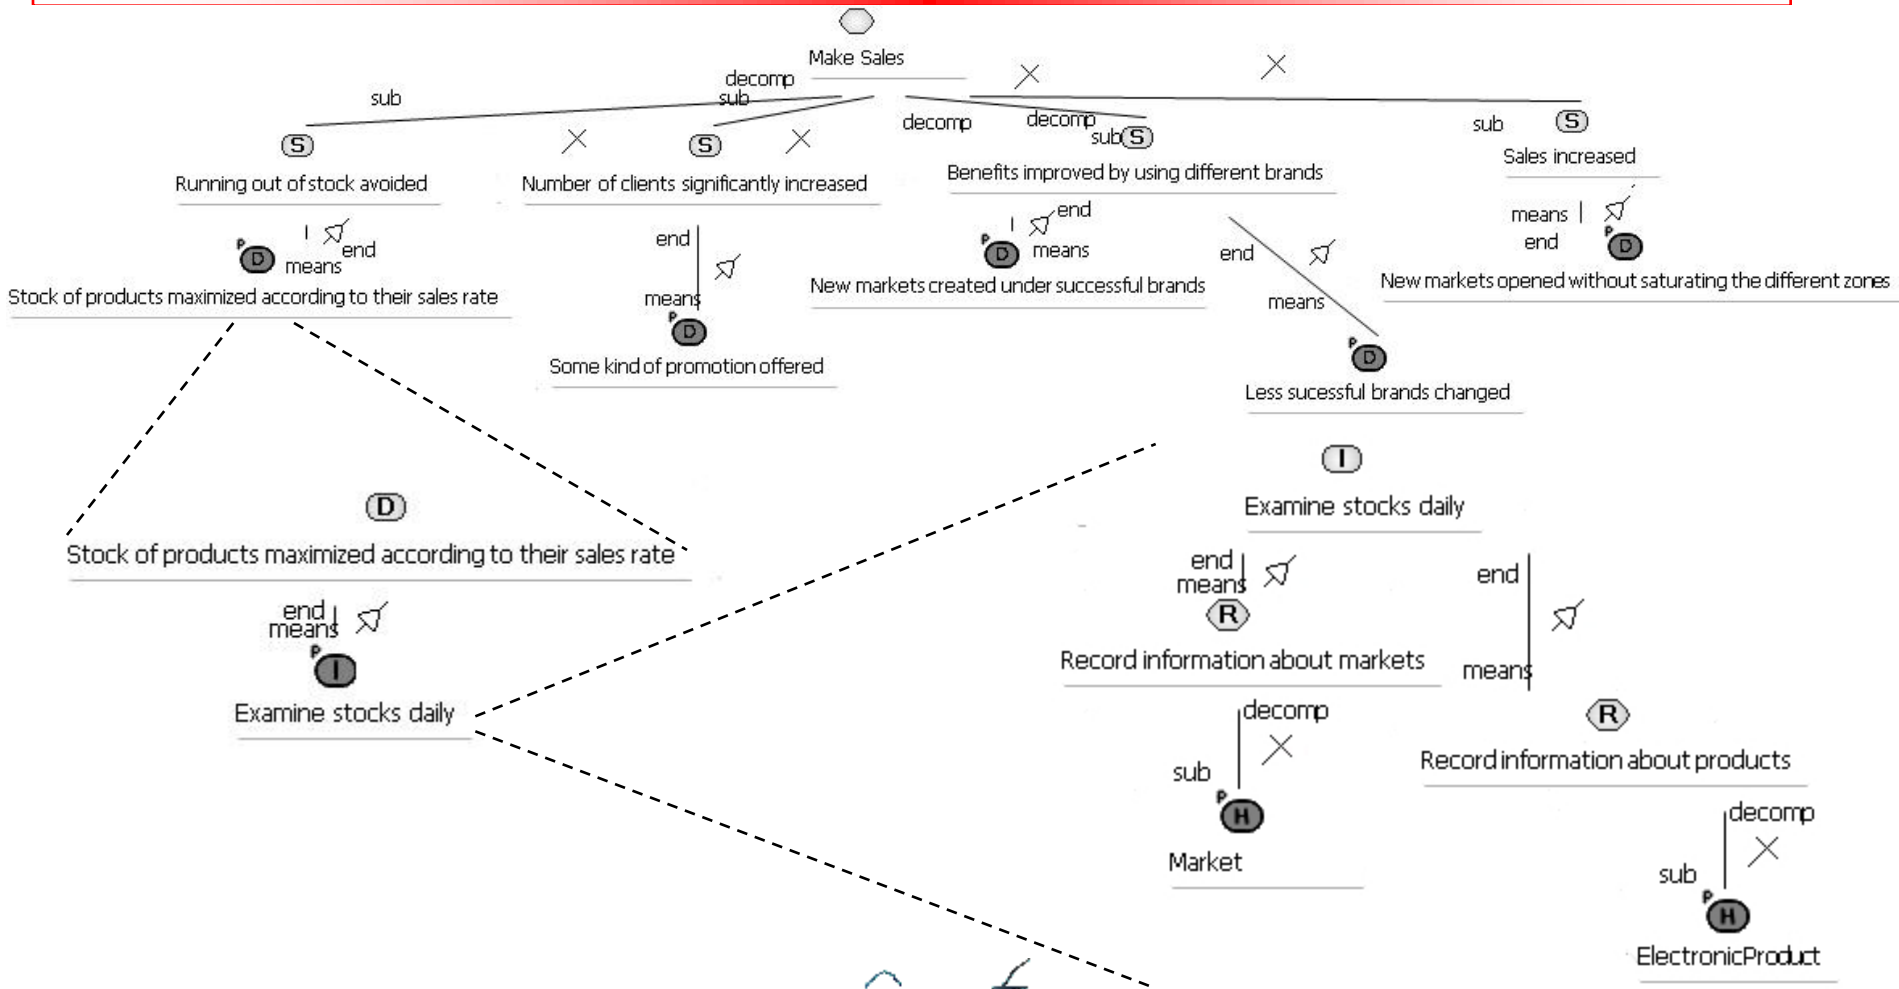 Make Sales
decomp
sub
sub
decomp
decomp
sub
sub
S
Running out of stock avoided
S
Number of clients significantly increased
S
Benefits improved by using different brands
S
Sales increased
end
means
P
D
Stock of products maximized according to their sales rate
end
means
P
D
Some kind of promotion offered
end
means
P
D
New markets created under successful brands
end
means
P
D
Less sucessful brands changed
means
end
P
D
New markets opened without saturating the different zones
D
Stock of products maximized according to their sales rate
end
means
P
I
Examine stocks daily
I
Examine stocks daily
end
means
R
Record information about markets
end
means
R
Record information about products
decomp
sub
P
H
Market
decomp
sub
P
H
ElectronicProduct